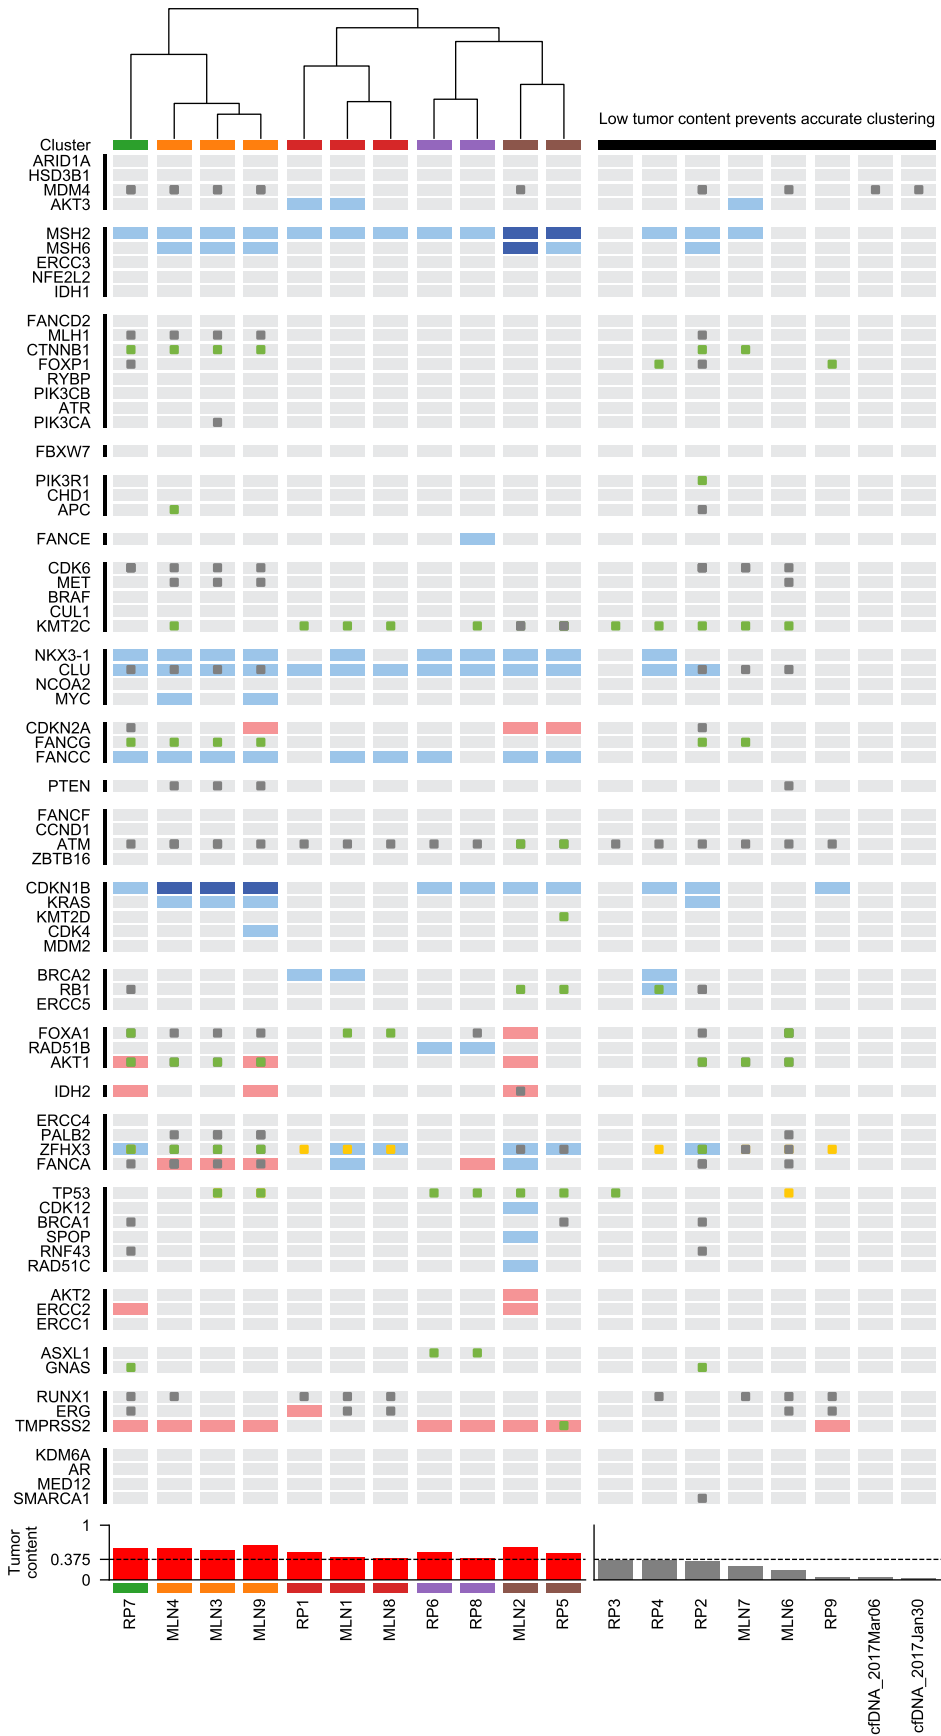 Low tumor content prevents accurate clustering
Cluster
ARID1A
HSD3B1
MDM4
AKT3
MSH2
MSH6
ERCC3
NFE2L2
IDH1
FANCD2
MLH1
CTNNB1
FOXP1
RYBP
PIK3CB
ATR
PIK3CA
FBXW7
PIK3R1
CHD1
APC
FANCE
CDK6
MET
BRAF
CUL1
KMT2C
NKX3-1
CLU
NCOA2
MYC
CDKN2A
FANCG
FANCC
PTEN
FANCF
CCND1
ATM
ZBTB16
CDKN1B
KRAS
KMT2D
CDK4
MDM2
BRCA2
RB1
ERCC5
FOXA1
RAD51B
AKT1
IDH2
ERCC4
PALB2
ZFHX3
FANCA
TP53
CDK12
BRCA1
SPOP
RNF43
RAD51C
AKT2
ERCC2
ERCC1
ASXL1
GNAS
RUNX1
ERG
TMPRSS2
KDM6A
AR
MED12
SMARCA1
Tumor
content
1
0.375
0
RP7
MLN4
MLN3
MLN9
RP1
MLN1
MLN8
RP6
RP8
MLN2
RP5
RP3
RP4
RP2
MLN7
MLN6
RP9
cfDNA_2017Mar06
cfDNA_2017Jan30